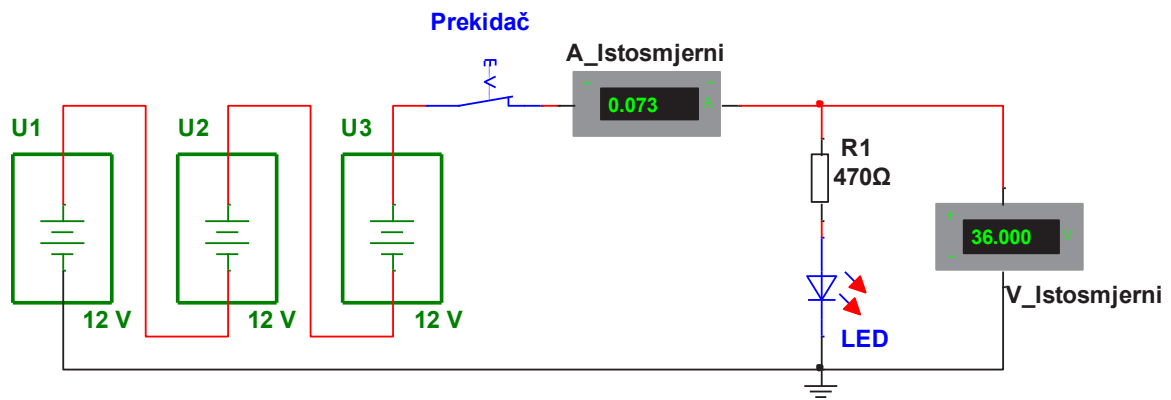 Prekidač
A_Istosmjerni
0.073
A
U1
U2
U3
R1
470Ω
36.000
V
12 V
12 V
12 V
V_Istosmjerni
LED